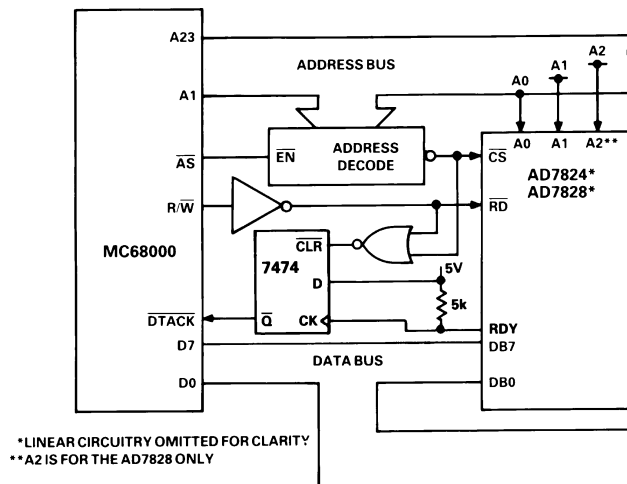 A23
ADDRESS BUS
A2
A1
A0
A1
A0
A1
A2**
AS
EN
ADDRESS
DECODE
CS
AD7824*
AD7828*
R/W
RD
MC68000
CLR
7474
5V
D
5k
DTACK
Q
CK
RDY
D7
DB7
DATA BUS
D0
DB0
*LINEAR CIRCUITRY OMITTED FOR CLARITY
**A2 IS FOR THE AD7828 ONLY